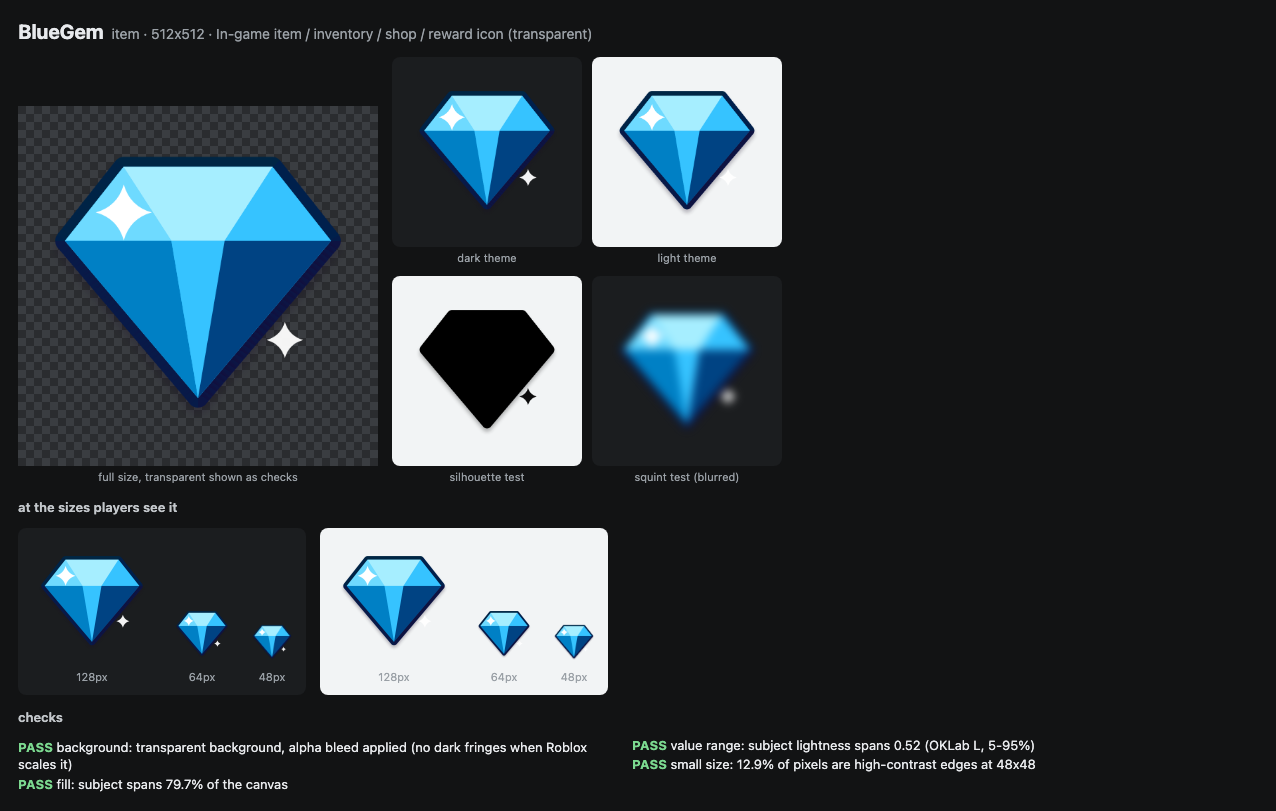 BlueGem item · 512x512 · In-game item / inventory / shop / reward icon (transparent)
dark theme
light theme
full size, transparent shown as checks
silhouette test
squint test (blurred)
at the sizes players see it
128px
64px
48px
128px
64px
48px
checks
PASS background: transparent background, alpha bleed applied (no dark fringes when Roblox
scales it)
PASS fill: subject spans 79.7% of the canvas
PASS value range: subject lightness spans 0.52 (OKLab L, 5-95%)
PASS small size: 12.9% of pixels are high-contrast edges at 48x48